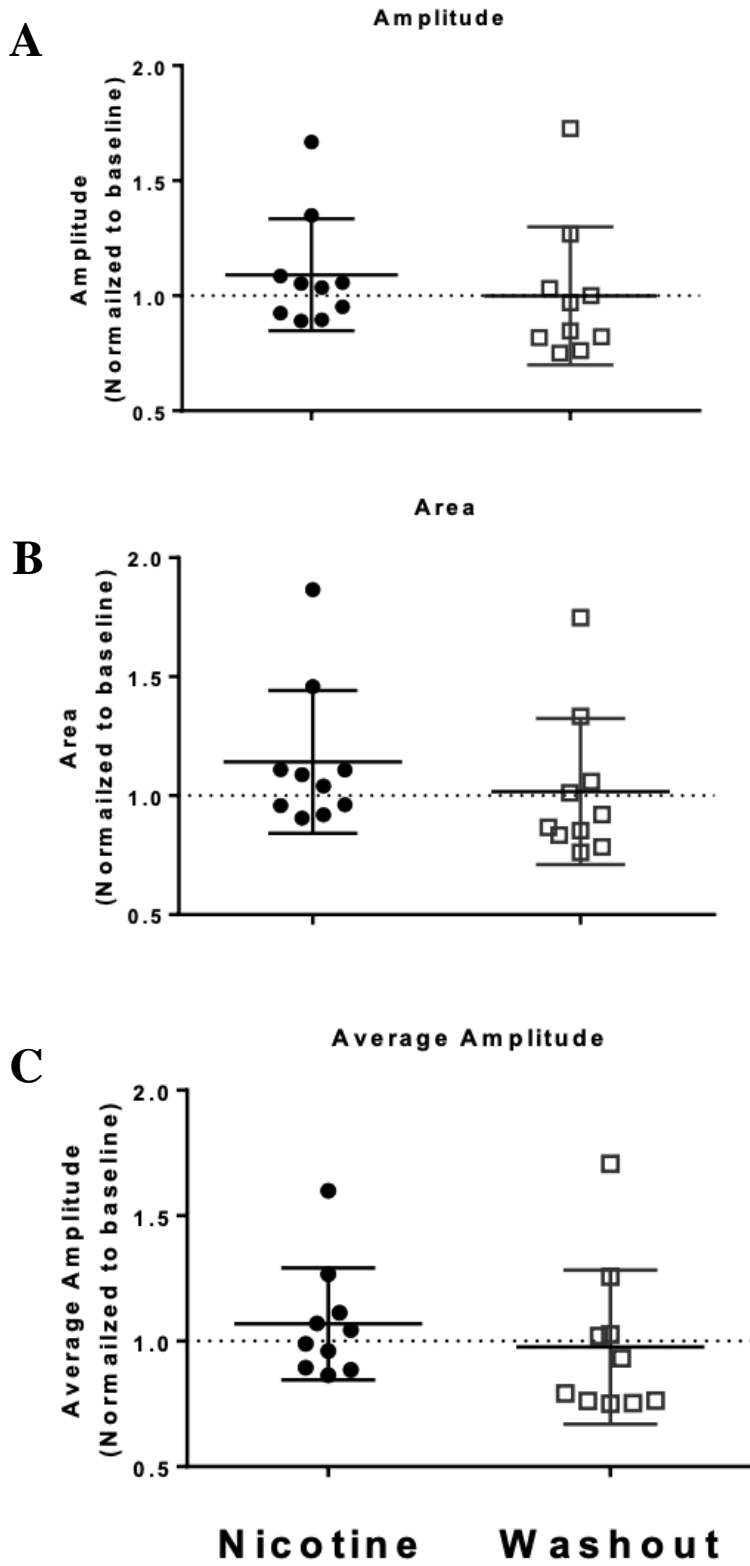 A
Amplitude
Amplitude
(Normailzed to baseline)
2.0
1.5
1.0
0.5
B
Area
Area
(Normailzed to baseline)
2.0
1.5
1.0
0.5
C
Average Amplitude
Average Amplitude
(Normailzed to baseline)
2.0
1.5
1.0
0.5
Nicotine Washout